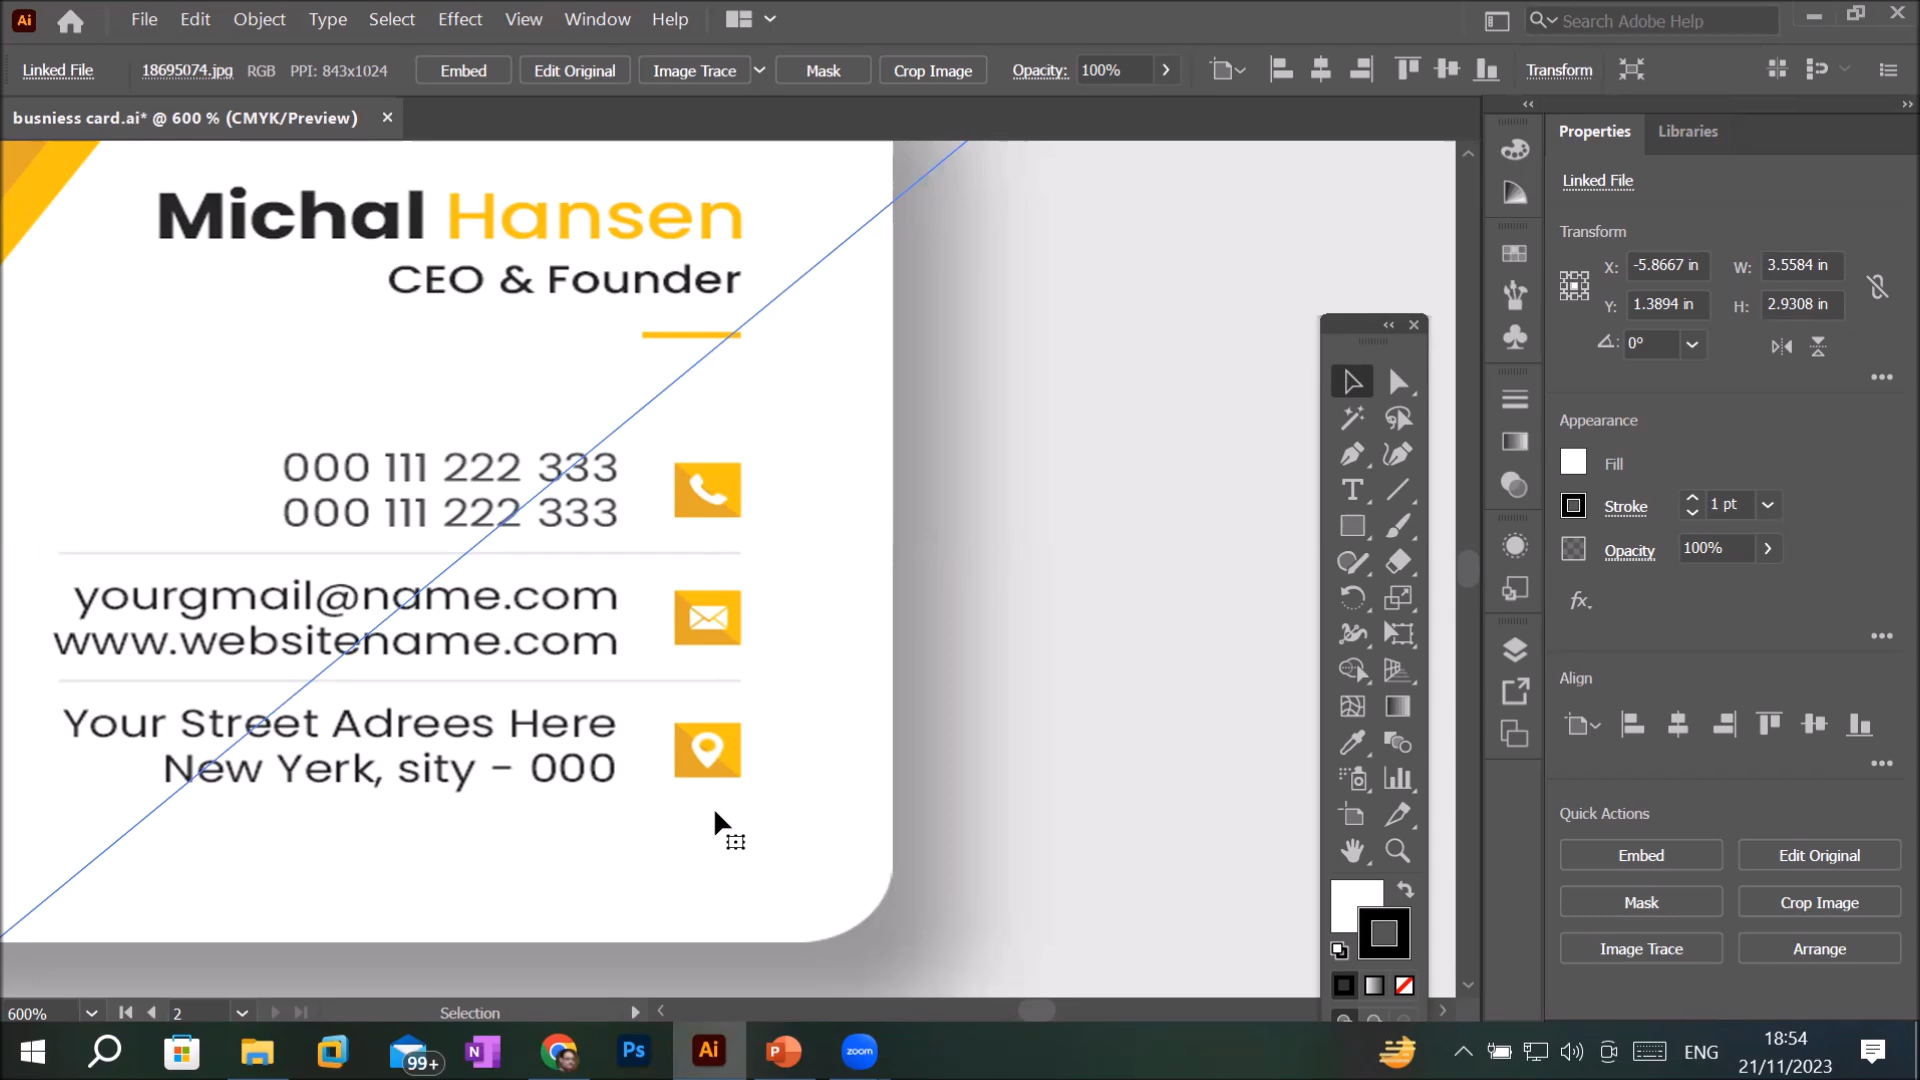 Ai File Edit Object Type Select Effect View Window Help Search Adobe Help
Linked File 18695074.jpg RGB PPI: 843x1024 Embed Edit Original Image Trace Mask Crop Image Opacity: 100% Transform
busniess card.ai* @ 600 % (CMYK/Preview)
Properties Libraries
Linked File
Transform
X: -5.8667 in W: 3.5584 in
Y: 1.3894 in H: 2.9308 in
0°
Appearance
Fill
Stroke 1 pt
Opacity 100%
fx.
Align
Quick Actions
Embed Edit Original
Mask Crop Image
Image Trace Arrange
Michal Hansen
CEO & Founder
000 111 222 333
000 111 222 333
yourgmail@name.com
www.websitename.com
Your Street Adrees Here
New Yerk, sity - 000
600% 2 Selection
99+ N Ps Ai P zoom ENG
18:54
21/11/2023